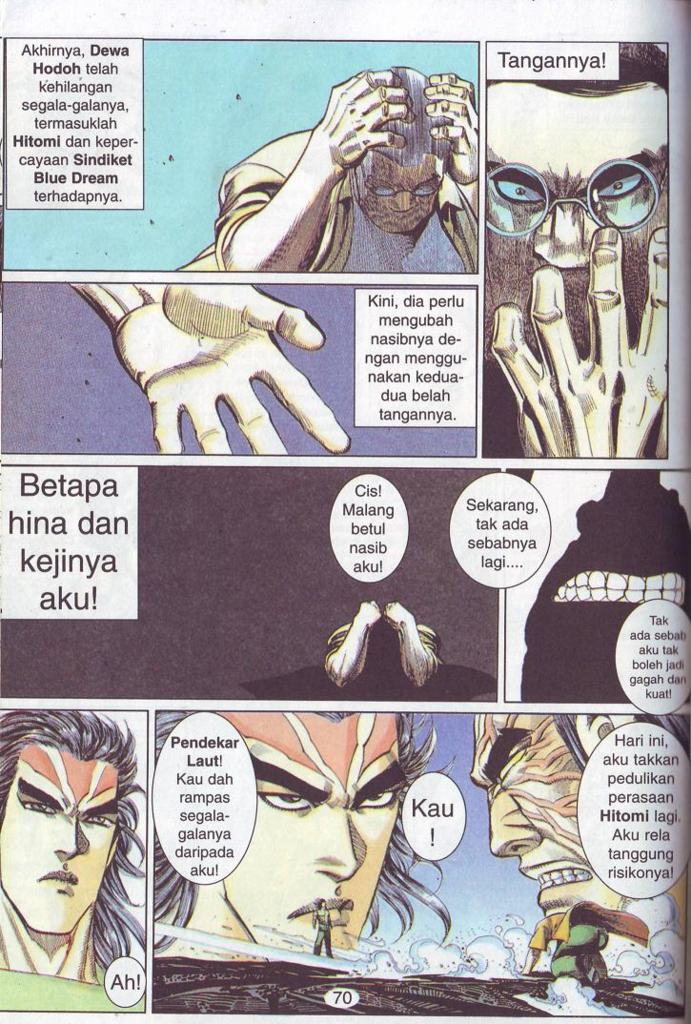 Akhirnya, Dewa
Hodoh telah
kehilangan
segala-galanya,
termasuklah
Hitomi dan keper-
cayaan Sindiket
Blue Dream
terhadapnya.
Tangannya!
Kini, dia perlu
mengubah
nasibnya de-
ngan menggu-
nakan kedua-
dua belah
tangannya.
Betapa
hina dan
kejinya
aku!
Cis!
Malang
betul
nasib
aku!
Sekarang,
tak ada
sebabnya
lagi....
Tak
ada sebab
aku tak
boleh jadi
gagah dan
kuat!
Ah!
Pendekar
Laut!
Kau dah
rampas
segala-
galanya
daripada
aku!
Kau
!
Hari ini,
aku takkan
pedulikan
perasaan
Hitomi lagi.
Aku rela
tanggung
risikonya!
70